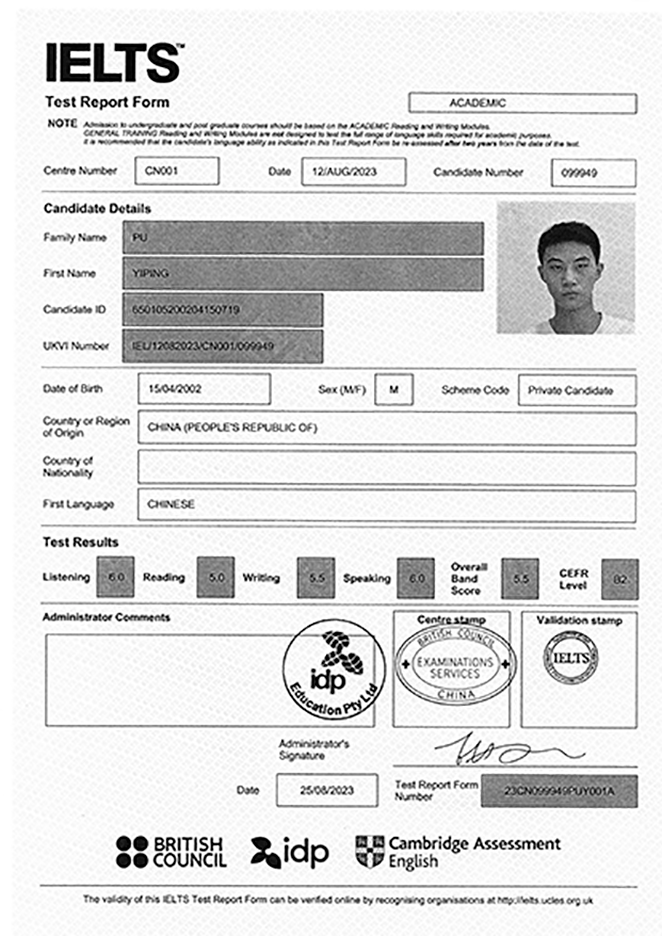 IELTS™
Test Report Form
ACADEMIC
NOTE Admission to undergraduate and post graduate courses should be based on the ACADEMIC Reading and Writing Modules.
GENERAL TRAINING Reading and Writing Modules are not designed to test the full range of language skills required for academic purposes.
It is recommended that the candidate's language ability as indicated in this Test Report Form be re-assessed after two years from the date of the test.
Centre Number CN001 Date 12/AUG/2023 Candidate Number 099949
Candidate Details
Family Name PU
First Name YIPING
Candidate ID 650105200204150719
UKVI Number IEL/12082023/CN001/099949
Date of Birth 15/04/2002 Sex (M/F) M Scheme Code Private Candidate
Country or Region
of Origin CHINA (PEOPLE'S REPUBLIC OF)
Country of
Nationality
First Language CHINESE
Test Results
Listening 6.0 Reading 5.0 Writing 5.5 Speaking 6.0 Overall Band Score 5.5 CEFR Level B2
Administrator Comments
idp
Education Pty Ltd
Centre stamp
BRITISH COUNCIL
EXAMINATIONS
SERVICES
CHINA
Validation stamp
IELTS
Administrator's
Signature
Date 25/08/2023
Test Report Form
Number 23CN099949PUY001A
BRITISH
COUNCIL
idp
Cambridge Assessment
English
The validity of this IELTS Test Report Form can be verified online by recognising organisations at http://ielts.ucles.org.uk